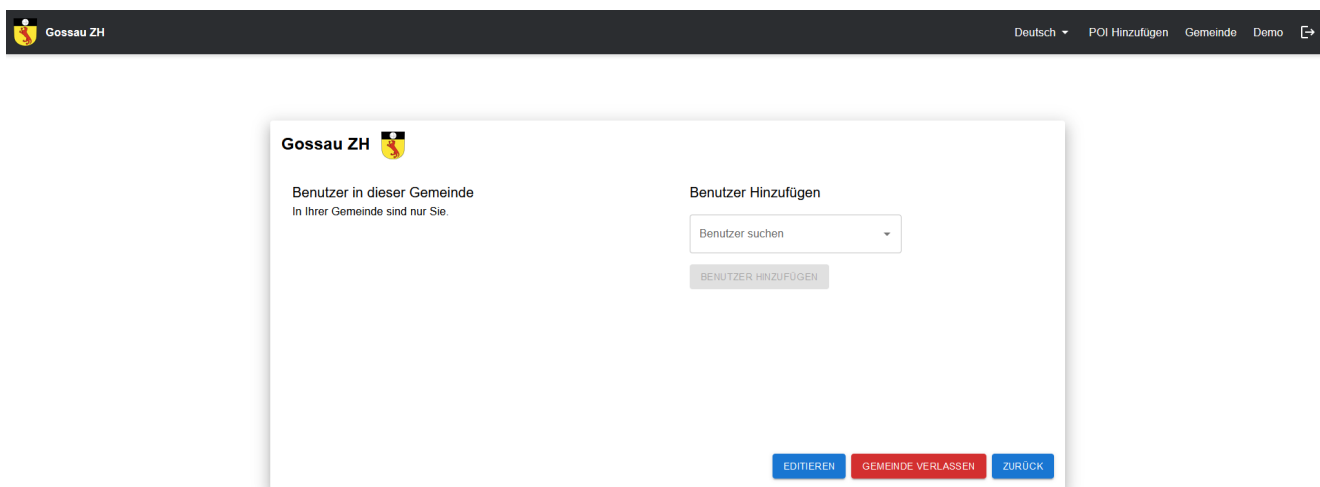 Gossau ZH
Deutsch
POI Hinzufügen
Gemeinde
Demo
Gossau ZH
Benutzer in dieser Gemeinde
In Ihrer Gemeinde sind nur Sie.
Benutzer Hinzufügen
Benutzer suchen
BENUTZER HINZUFÜGEN
EDITIEREN
GEMEINDE VERLASSEN
ZURÜCK